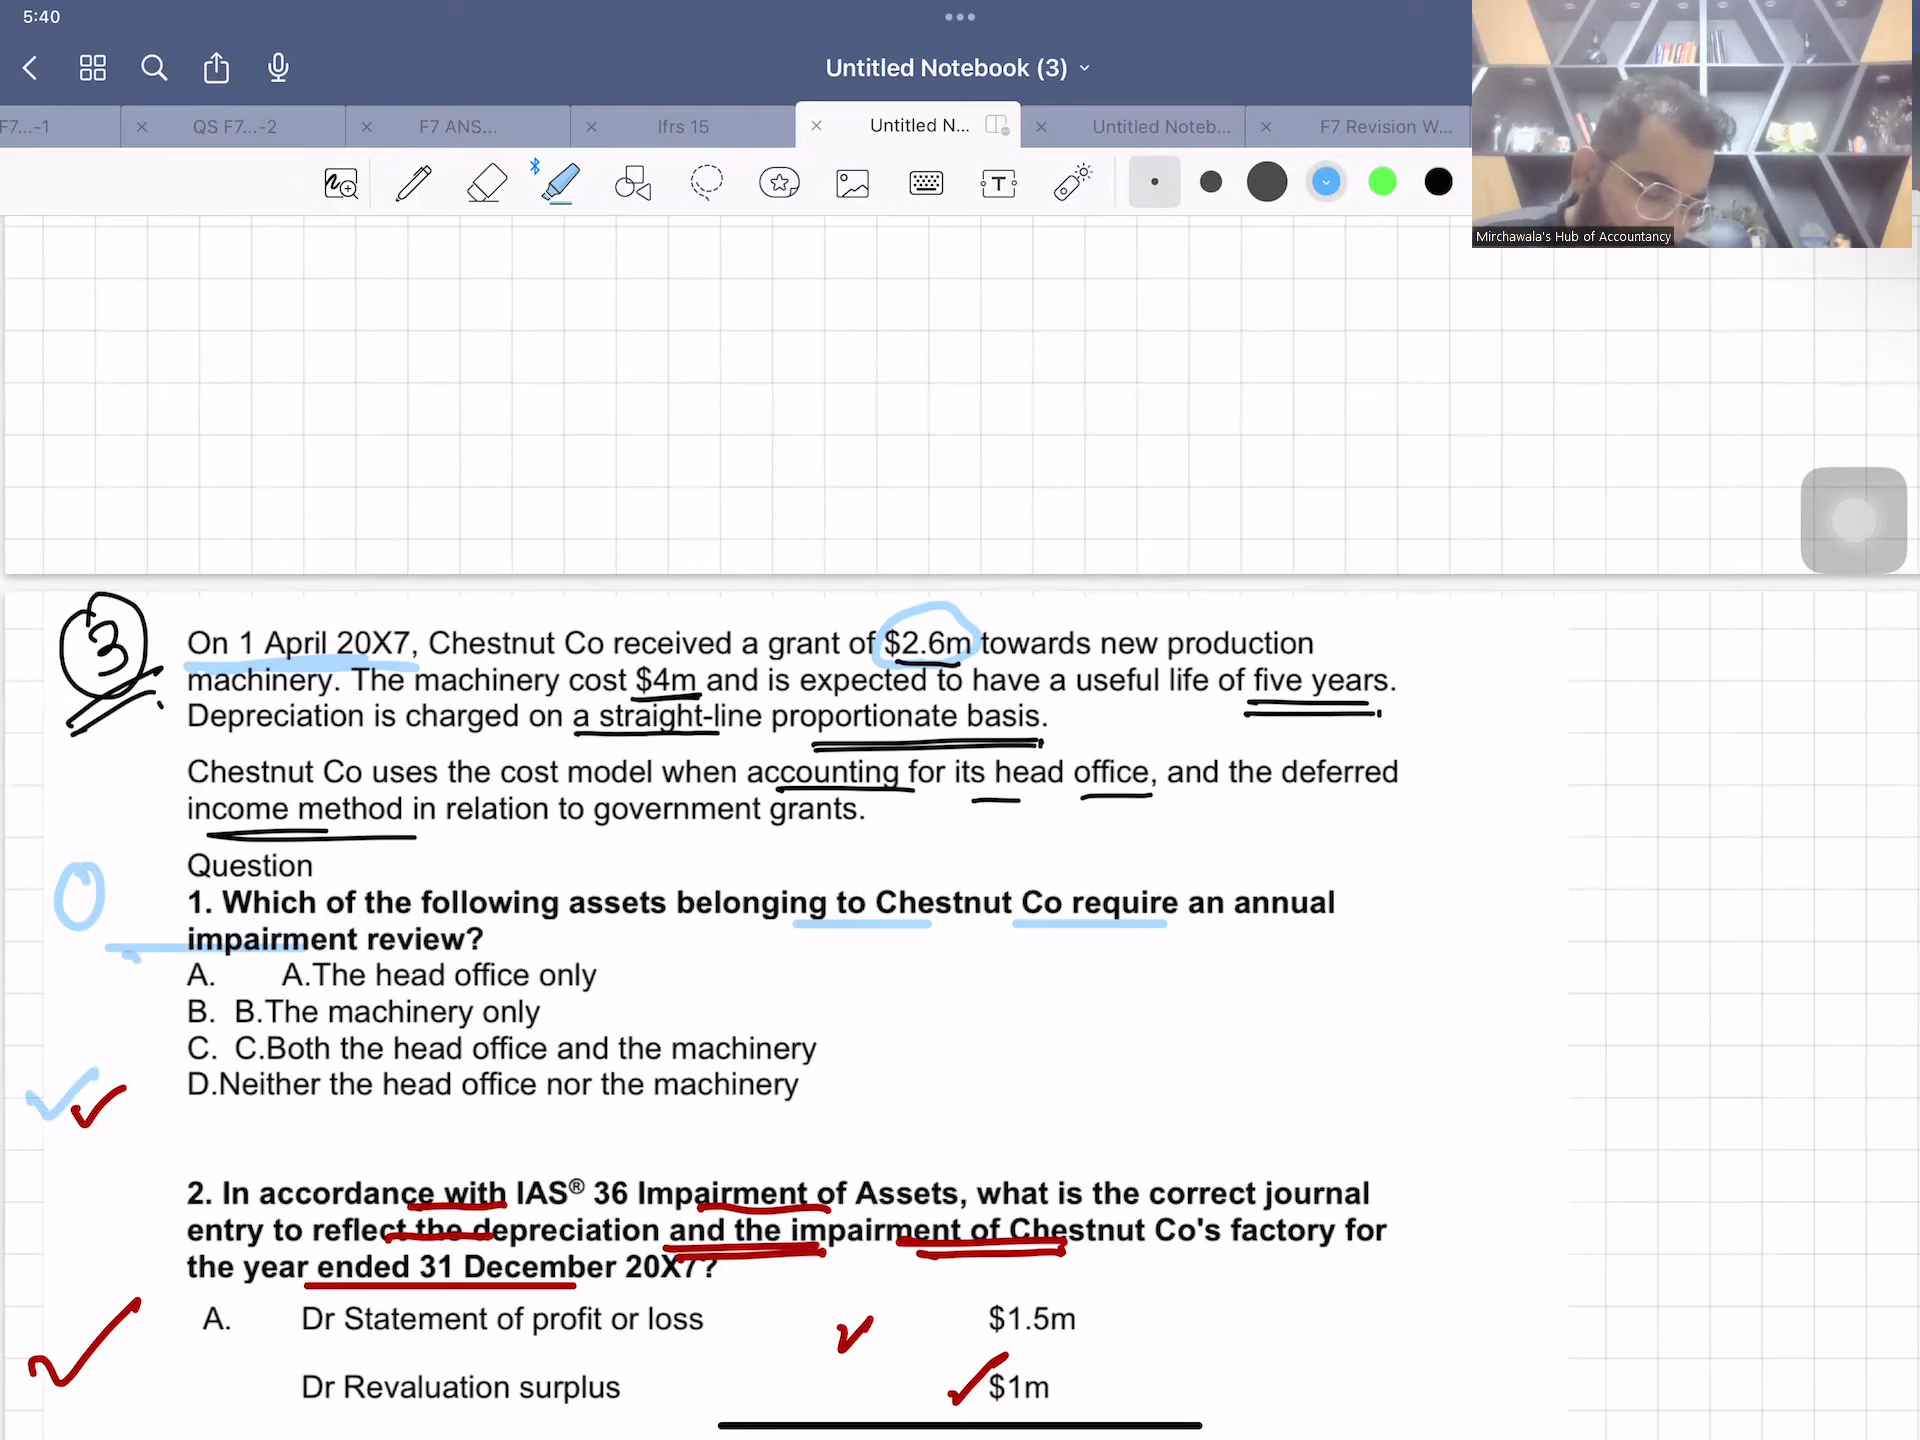 5:40
Untitled Notebook (3)
F7...-1
QS F7...-2
F7 ANS...
Ifrs 15
Untitled N...
Untitled Noteb...
F7 Revision W...
T
Mirchawala's Hub of Accountancy
3
On 1 April 20X7, Chestnut Co received a grant of $2.6m towards new production
machinery. The machinery cost $4m and is expected to have a useful life of five years.
Depreciation is charged on a straight-line proportionate basis.
Chestnut Co uses the cost model when accounting for its head office, and the deferred
income method in relation to government grants.
Question
1. Which of the following assets belonging to Chestnut Co require an annual
impairment review?
A. A.The head office only
B. B.The machinery only
C. C.Both the head office and the machinery
D.Neither the head office nor the machinery
2. In accordance with IAS® 36 Impairment of Assets, what is the correct journal
entry to reflect the depreciation and the impairment of Chestnut Co's factory for
the year ended 31 December 20X7?
A. Dr Statement of profit or loss $1.5m
Dr Revaluation surplus $1m